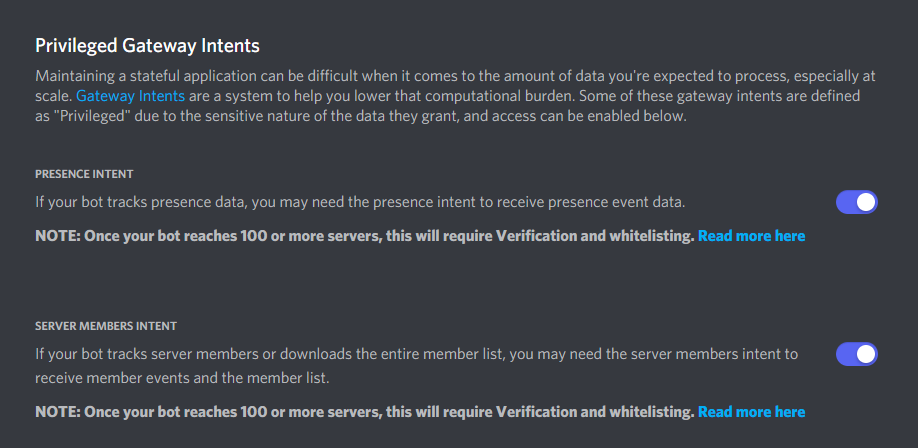 Privileged Gateway Intents
Maintaining a stateful application can be difficult when it comes to the amount of data you're expected to process, especially at
scale. Gateway Intents are a system to help you lower that computational burden. Some of these gateway intents are defined
as "Privileged" due to the sensitive nature of the data they grant, and access can be enabled below.
PRESENCE INTENT
If your bot tracks presence data, you may need the presence intent to receive presence event data.
NOTE: Once your bot reaches 100 or more servers, this will require Verification and whitelisting. Read more here
SERVER MEMBERS INTENT
If your bot tracks server members or downloads the entire member list, you may need the server members intent to
receive member events and the member list.
NOTE: Once your bot reaches 100 or more servers, this will require Verification and whitelisting. Read more here